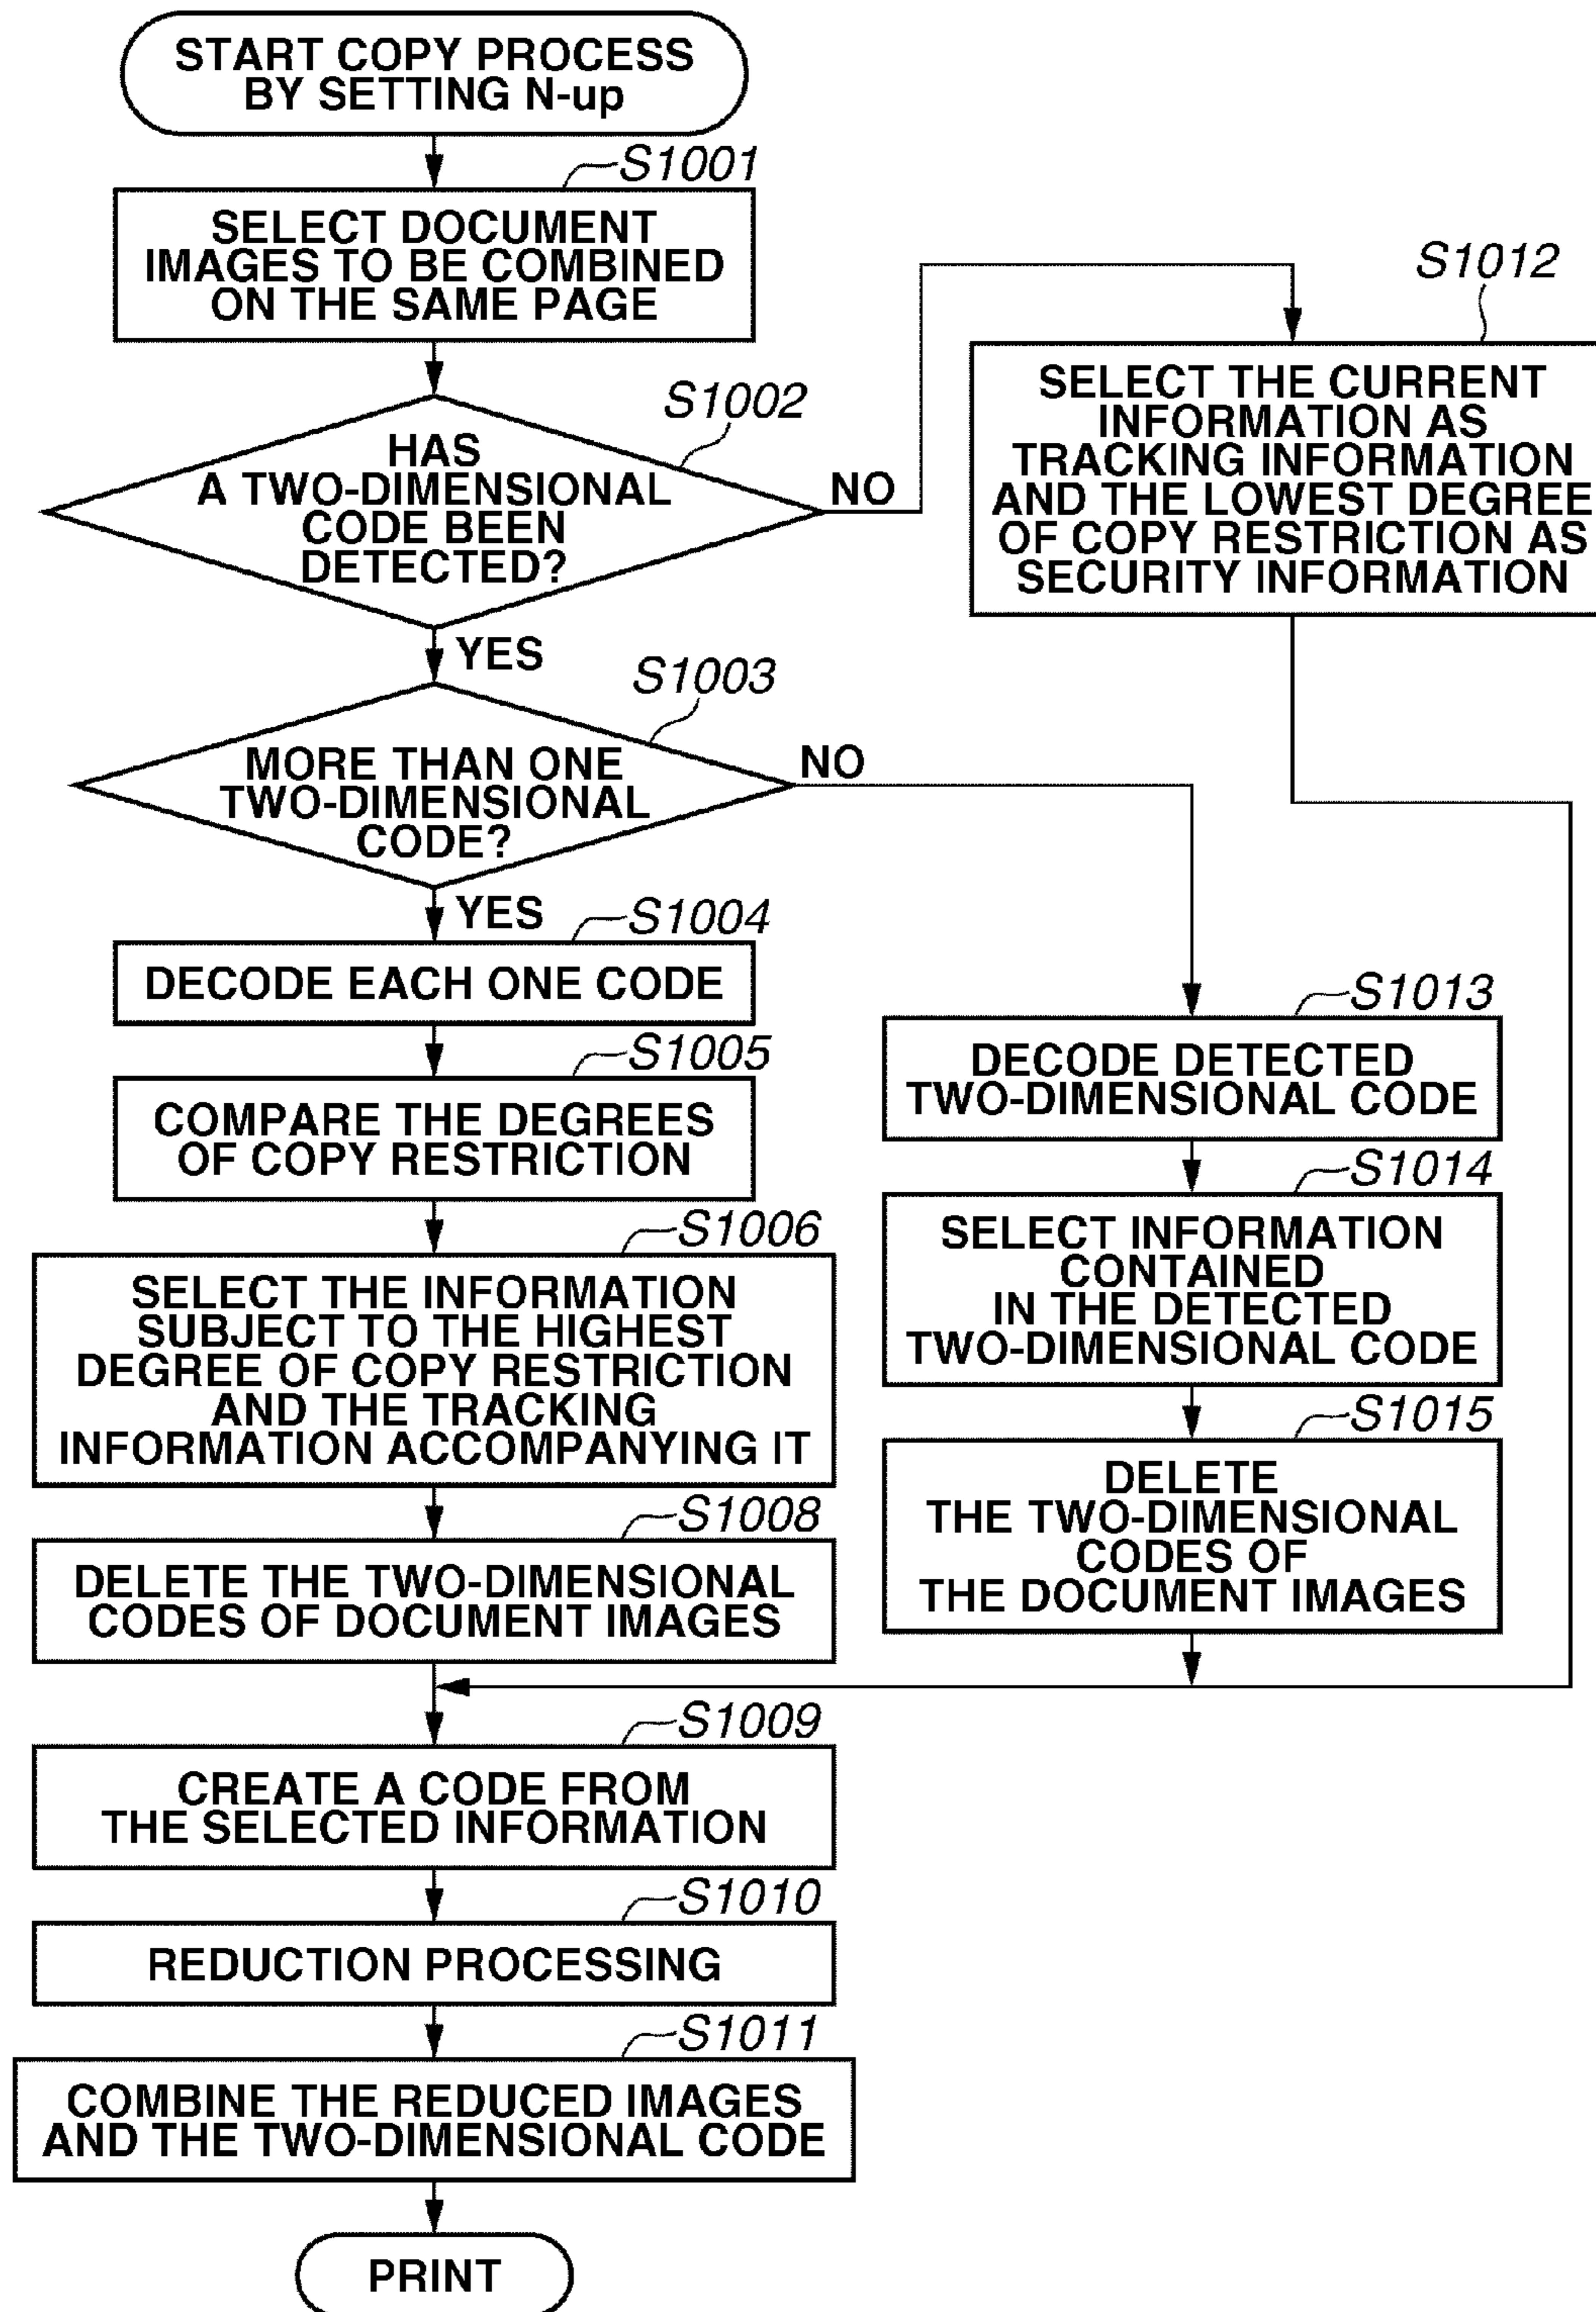 START COPY PROCESS
BY SETTING N-up
S1001
SELECT DOCUMENT
IMAGES TO BE COMBINED
ON THE SAME PAGE
S1002
HAS
A TWO-DIMENSIONAL
CODE BEEN
DETECTED?
NO
YES
S1012
SELECT THE CURRENT
INFORMATION AS
TRACKING INFORMATION
AND THE LOWEST DEGREE
OF COPY RESTRICTION AS
SECURITY INFORMATION
S1003
MORE THAN ONE
TWO-DIMENSIONAL
CODE?
NO
YES
S1004
DECODE EACH ONE CODE
S1005
COMPARE THE DEGREES
OF COPY RESTRICTION
S1006
SELECT THE INFORMATION
SUBJECT TO THE HIGHEST
DEGREE OF COPY RESTRICTION
AND THE TRACKING
INFORMATION ACCOMPANYING IT
S1008
DELETE THE TWO-DIMENSIONAL
CODES OF DOCUMENT IMAGES
S1013
DECODE DETECTED
TWO-DIMENSIONAL CODE
S1014
SELECT INFORMATION
CONTAINED
IN THE DETECTED
TWO-DIMENSIONAL CODE
S1015
DELETE
THE TWO-DIMENSIONAL
CODES OF
THE DOCUMENT IMAGES
S1009
CREATE A CODE FROM
THE SELECTED INFORMATION
S1010
REDUCTION PROCESSING
S1011
COMBINE THE REDUCED IMAGES
AND THE TWO-DIMENSIONAL CODE
PRINT